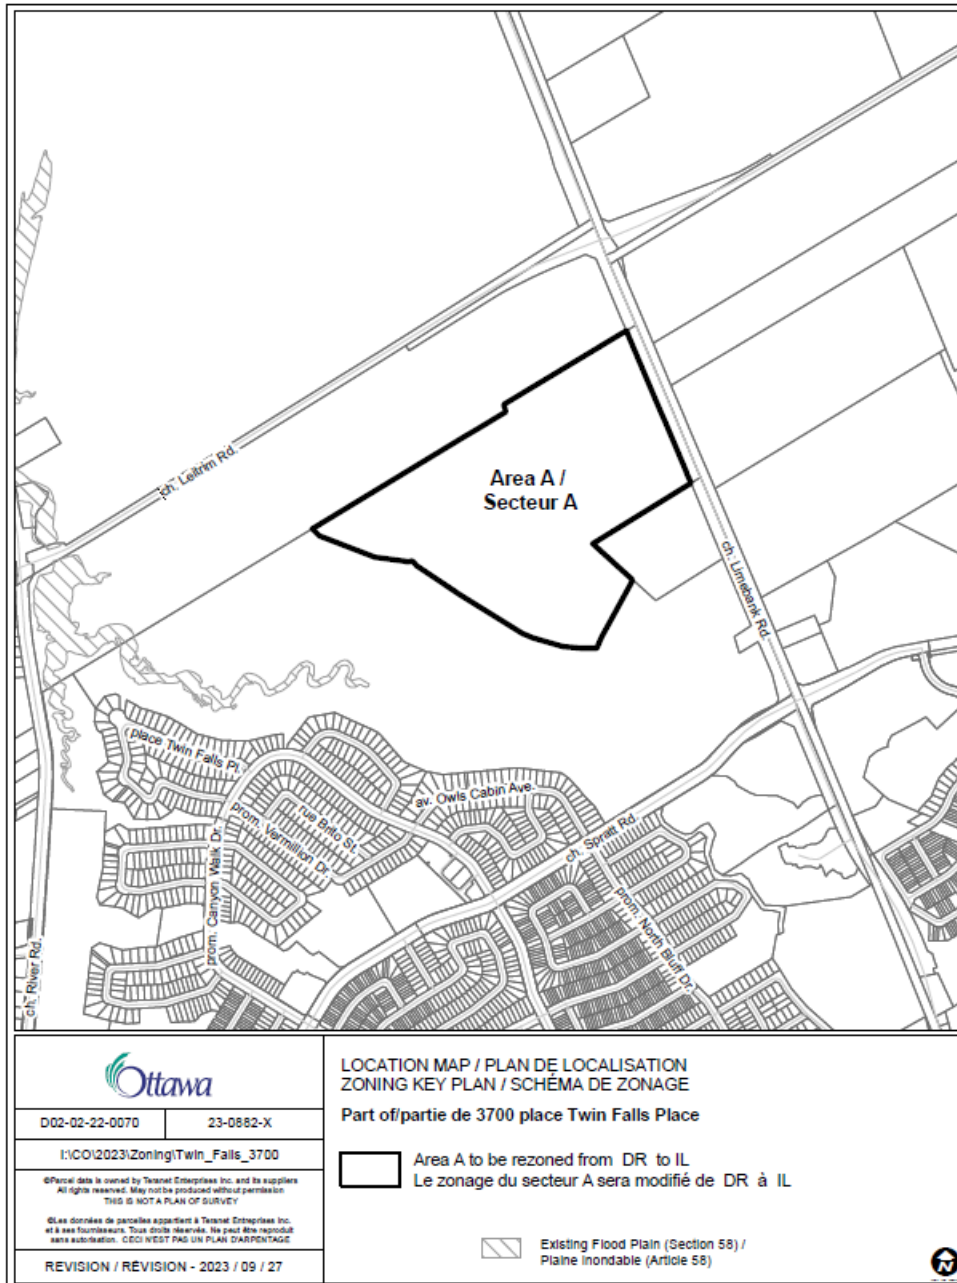 ch. Leitrim Rd.
Area A /
Secteur A
ch. Limebank Rd.
place Twin Falls Pl.
av. Owls Cabin Ave.
rue Brito St.
prom. Vermillion Dr.
ch. Spratt Rd.
prom. Canyon Walk Dr.
prom. North Bluff Dr.
ch. River Rd.
Ottawa
D02-02-22-0070
23-0882-X
I:\CO\2023\Zoning\Twin_Falls_3700
©Parcel data is owned by Teranet Enterprises Inc. and its suppliers
All rights reserved. May not be produced without permission
THIS IS NOT A PLAN OF SURVEY
©Les données de parcelles appartient à Teranet Entreprises Inc.
et à ses fournisseurs. Tous droits réservés. Ne peut être reproduit
sans autorisation. CECI N'EST PAS UN PLAN D'ARPENTAGE
REVISION / RÉVISION - 2023 / 09 / 27
LOCATION MAP / PLAN DE LOCALISATION
ZONING KEY PLAN / SCHÉMA DE ZONAGE
Part of/partie de 3700 place Twin Falls Place
Area A to be rezoned from DR to IL
Le zonage du secteur A sera modifié de DR à IL
Existing Flood Plain (Section 58) /
Plaine Inondable (Article 58)
N